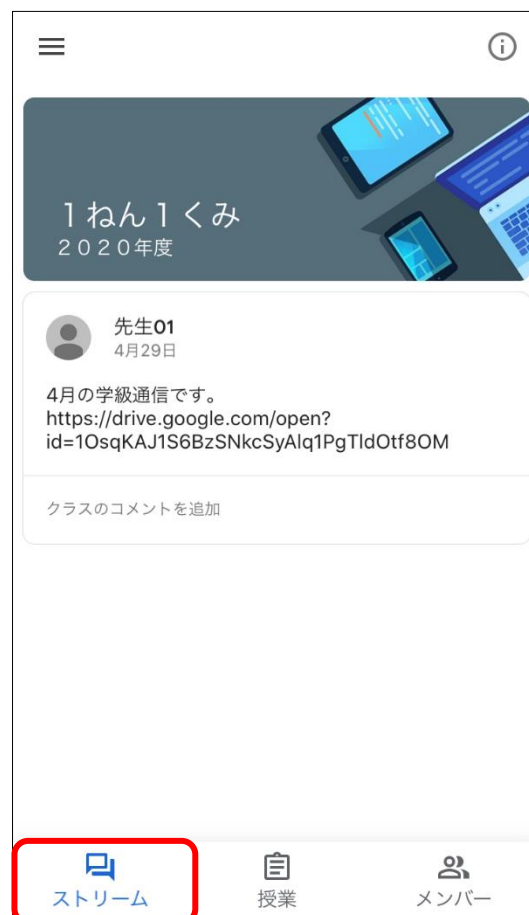 １ねん１くみ
２０２０年度
先生01
4月29日
4月の学級通信です。
https://drive.google.com/open?
id=1OsqKAJ1S6BzSNkcSyAlq1PgTldOtf8OM
クラスのコメントを追加
ストリーム
授業
メンバー